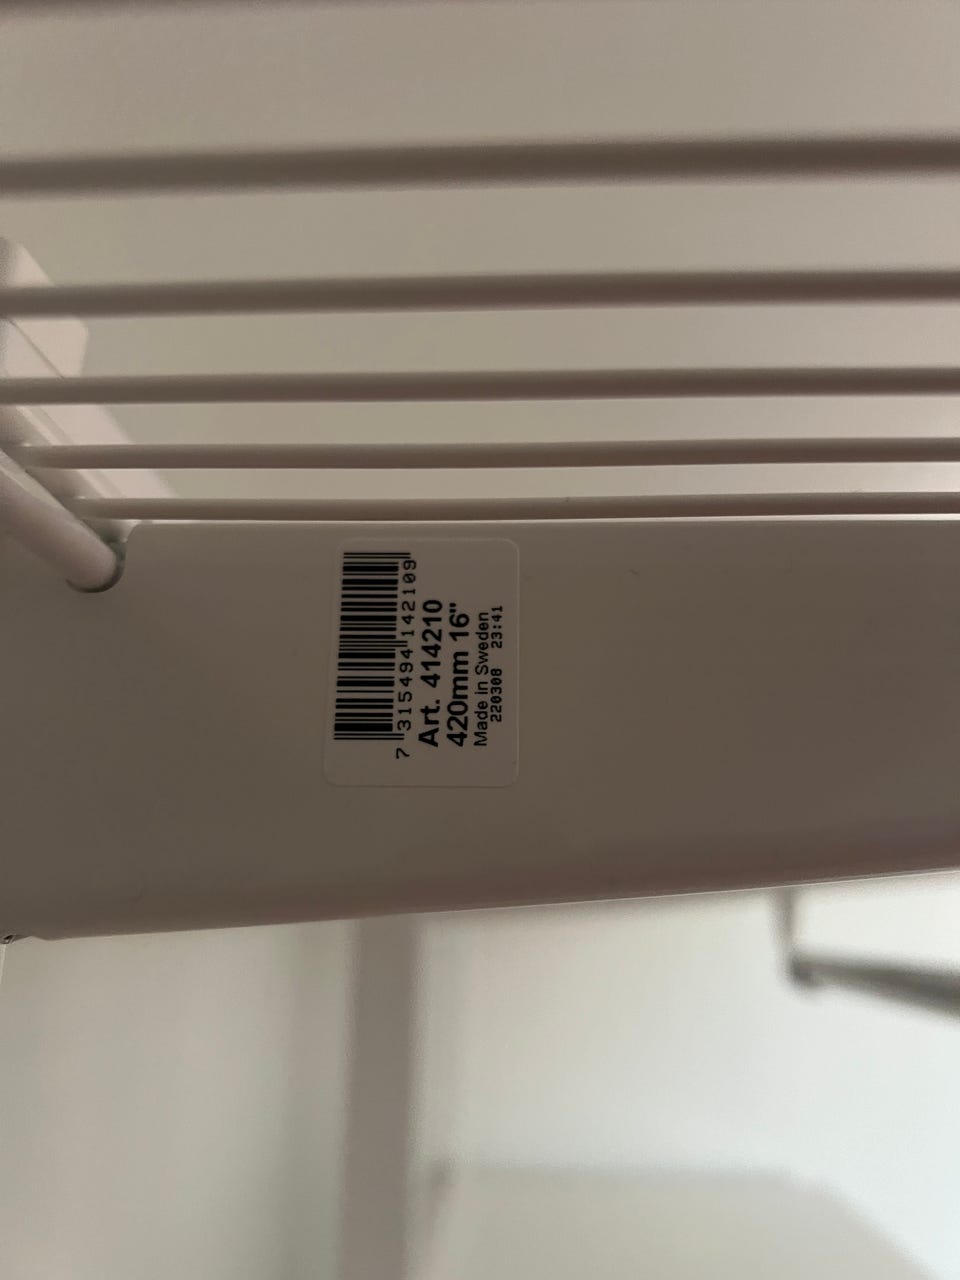 7 315494 142109
Art. 414210
420mm 16"
Made in Sweden
220308 23:41